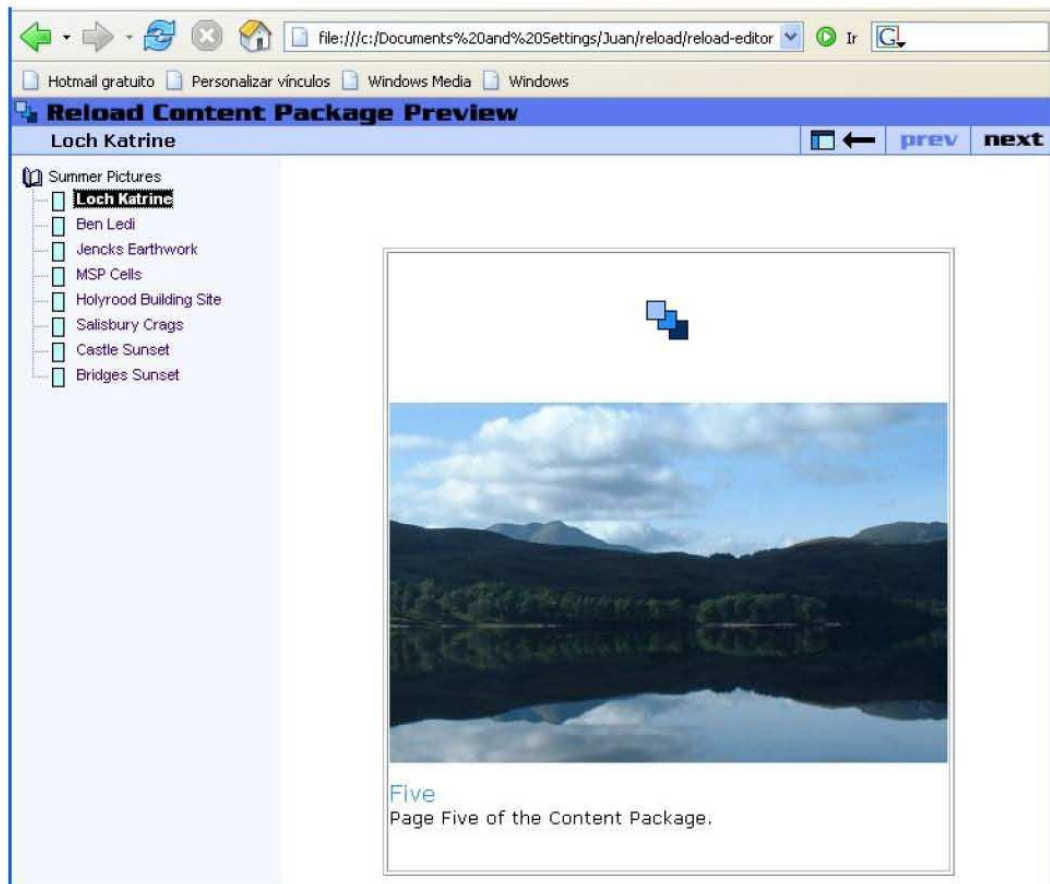 file:///c:/Documents%20and%20Settings/Juan/reload/reload-editor Ir G
Hotmail gratuito Personalizar vínculos Windows Media Windows
Reload Content Package Preview
Loch Katrine prev next
Summer Pictures
Loch Katrine
Ben Ledi
Jencks Earthwork
MSP Cells
Holyrood Building Site
Salisbury Crags
Castle Sunset
Bridges Sunset
Five
Page Five of the Content Package.